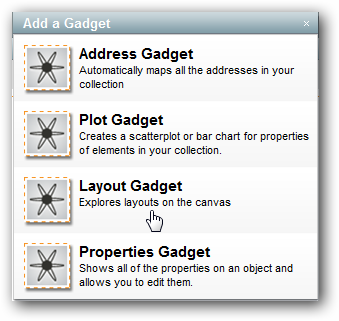 Add a Gadget ×
Address Gadget
Automatically maps all the addresses in your
collection
Plot Gadget
Creates a scatterplot or bar chart for properties
of elements in your collection.
Layout Gadget
Explores layouts on the canvas
Properties Gadget
Shows all of the properties on an object and
allows you to edit them.